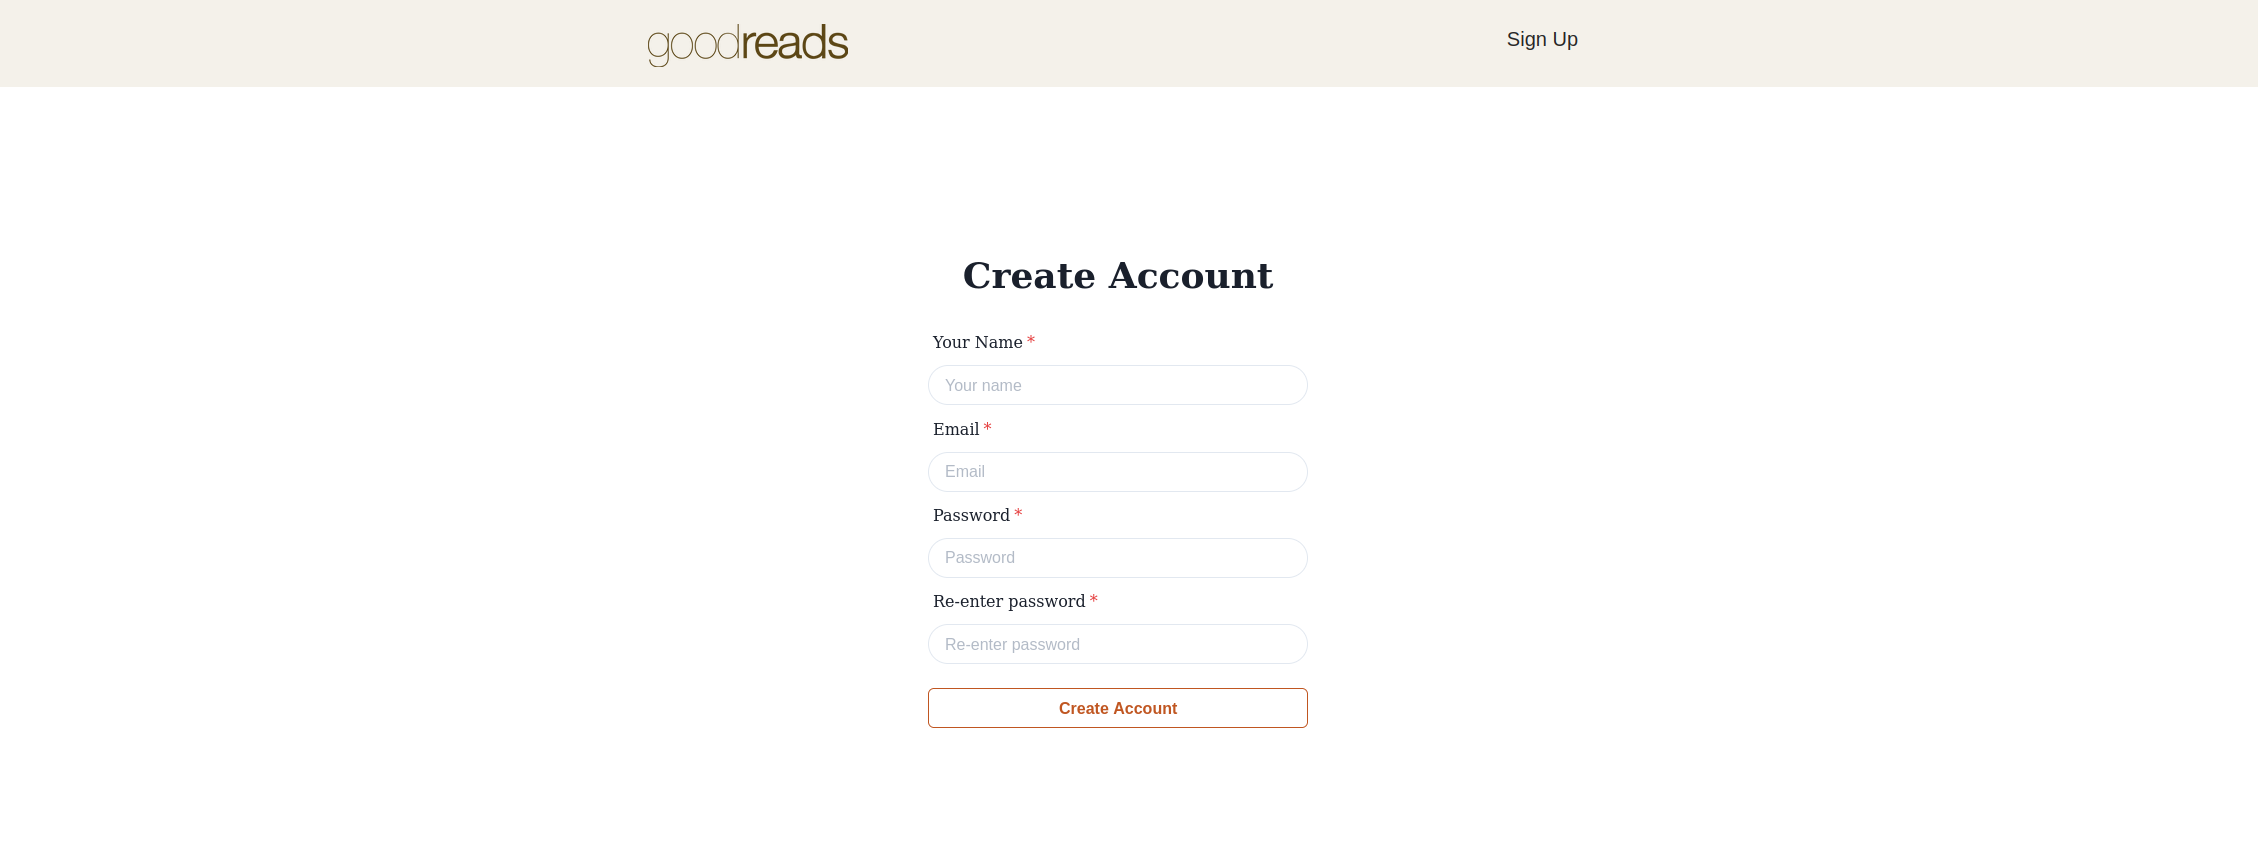 goodreads
Sign Up
Create Account
Your Name *
Your name
Email *
Email
Password *
Password
Re-enter password *
Re-enter password
Create Account